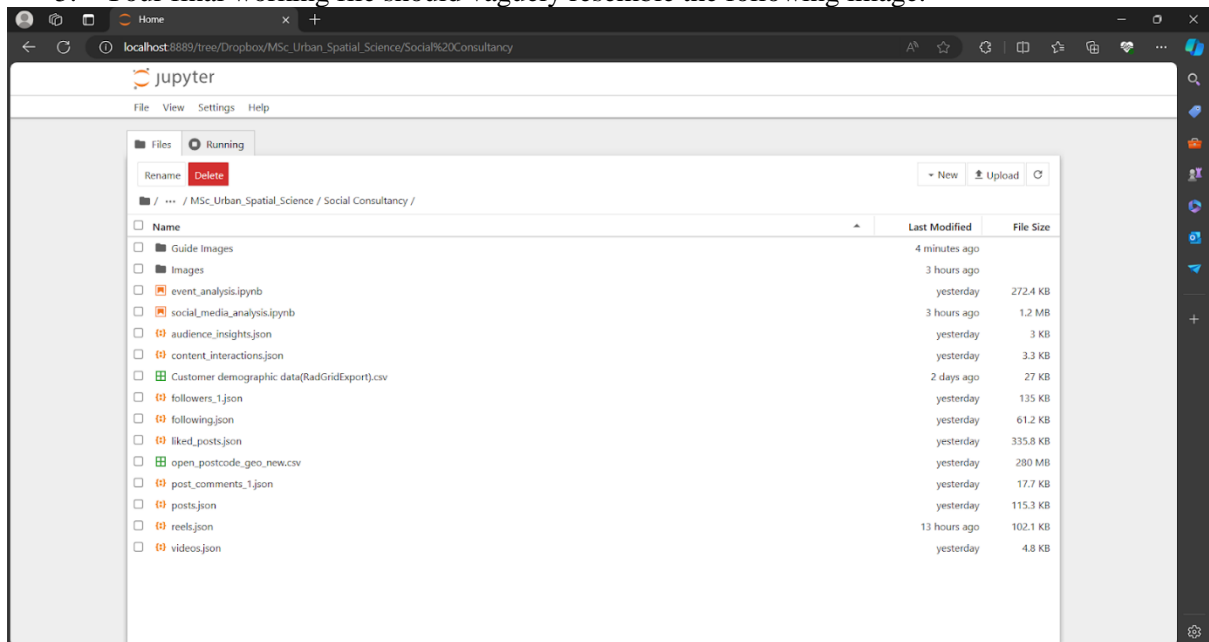 5. Your final working file should vaguely resemble the following image:
Home
localhost:8889/tree/Dropbox/MSc_Urban_Spatial_Science/Social%20Consultancy
jupyter
File View Settings Help
Files Running
Rename Delete New Upload
/ ... / MSc_Urban_Spatial_Science / Social Consultancy /
Name Last Modified File Size
Guide Images 4 minutes ago
Images 3 hours ago
event_analysis.ipynb yesterday 272.4 KB
social_media_analysis.ipynb 3 hours ago 1.2 MB
audience_insights.json yesterday 3 KB
content_interactions.json yesterday 3.3 KB
Customer demographic data(RadGridExport).csv 2 days ago 27 KB
followers_1.json yesterday 135 KB
following.json yesterday 61.2 KB
liked_posts.json yesterday 335.8 KB
open_postcode_geo_new.csv yesterday 280 MB
post_comments_1.json yesterday 17.7 KB
posts.json yesterday 115.3 KB
reels.json 13 hours ago 102.1 KB
videos.json yesterday 4.8 KB